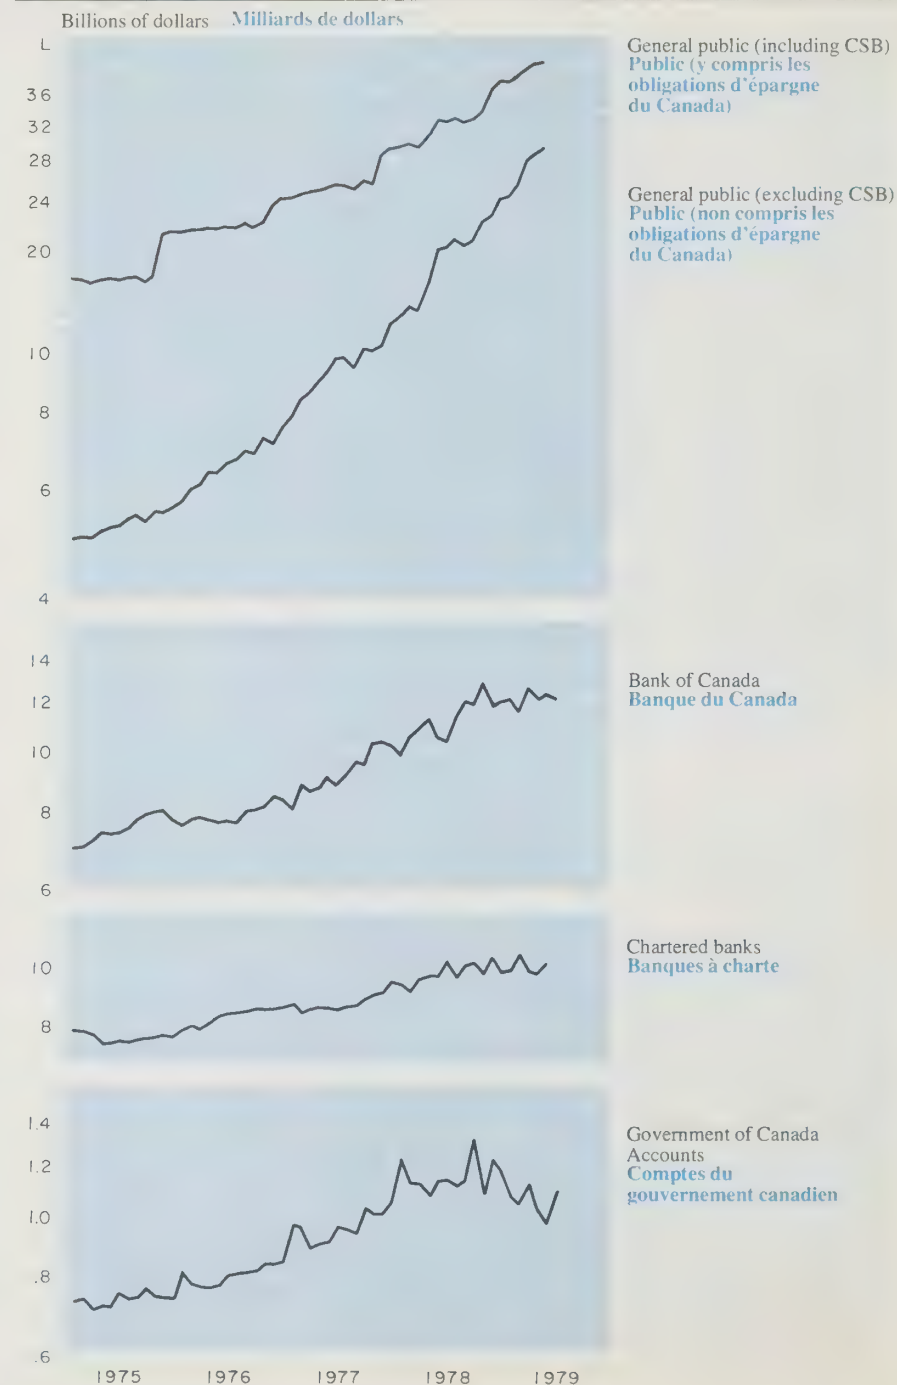 Billions of dollars Milliards de dollars
L
36
32
28
24
20
10
8
6
4
General public (including CSB)
Public (y compris les
obligations d'épargne
du Canada)
General public (excluding CSB)
Public (non compris les
obligations d'épargne
du Canada)
14
12
10
8
6
Bank of Canada
Banque du Canada
10
8
Chartered banks
Banques à charte
1.4
1.2
1.0
.8
.6
Government of Canada
Accounts
Comptes du
gouvernement canadien
1975 1976 1977 1978 1979